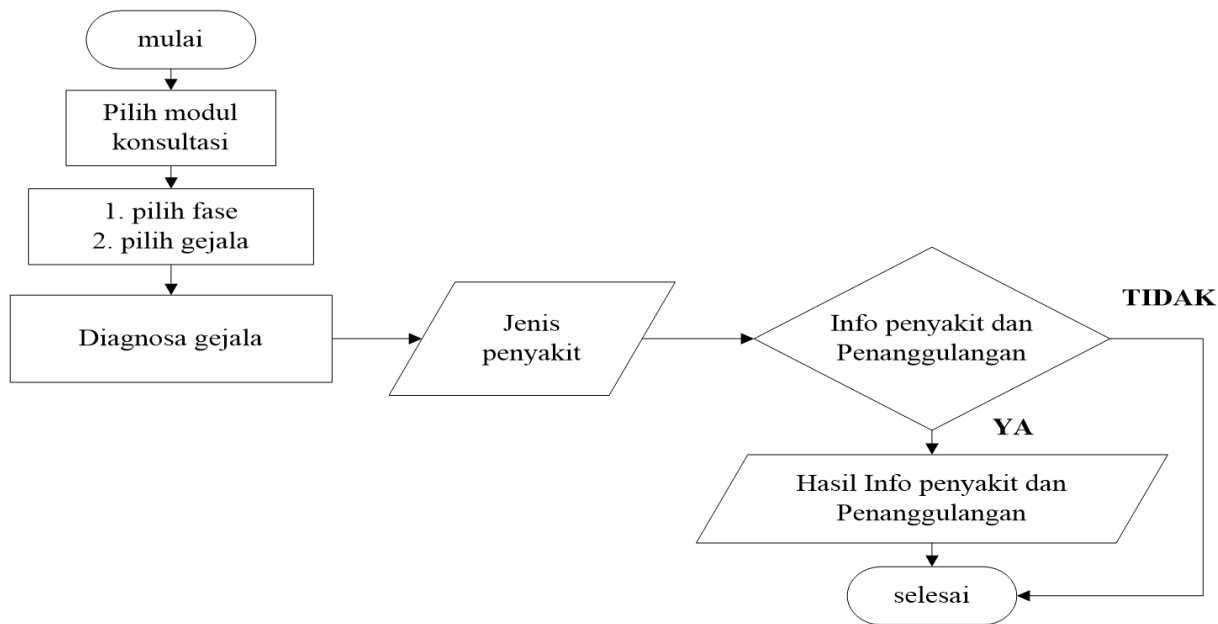 mulai
Pilih modul
konsultasi
1. pilih fase
2. pilih gejala
Diagnosa gejala
Jenis
penyakit
Info penyakit dan
Penanggulangan
TIDAK
YA
Hasil Info penyakit dan
Penanggulangan
selesai